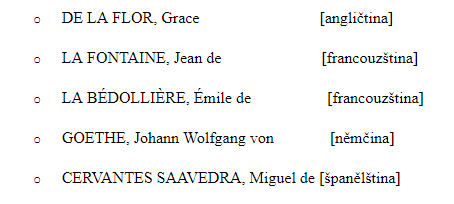 o DE LA FLOR, Grace [angličtina]
o LA FONTAINE, Jean de [francouzština]
o LA BÉDOLLIÈRE, Émile de [francouzština]
o GOETHE, Johann Wolfgang von [němčina]
o CERVANTES SAAVEDRA, Miguel de [španělština]